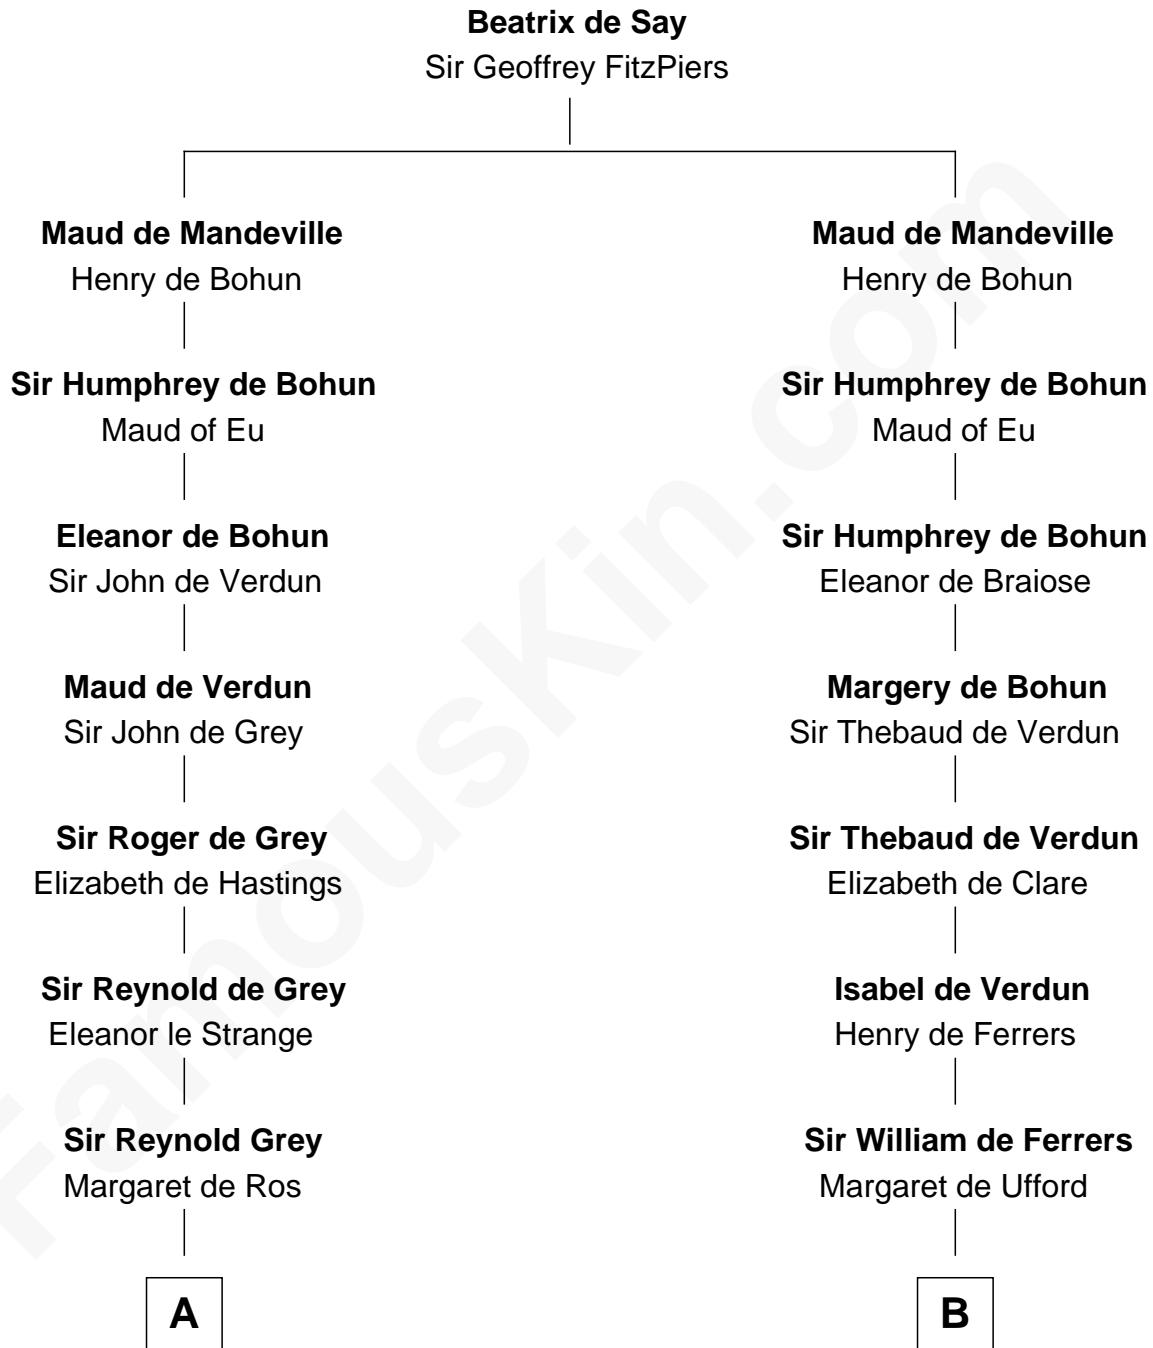 Beatrix de Say
Sir Geoffrey FitzPiers
Maud de Mandeville
Henry de Bohun
Sir Humphrey de Bohun
Maud of Eu
Eleanor de Bohun
Sir John de Verdun
Maud de Verdun
Sir John de Grey
Sir Roger de Grey
Elizabeth de Hastings
Sir Reynold de Grey
Eleanor le Strange
Sir Reynold Grey
Margaret de Ros
A
Maud de Mandeville
Henry de Bohun
Sir Humphrey de Bohun
Maud of Eu
Sir Humphrey de Bohun
Eleanor de Braiose
Margery de Bohun
Sir Thebaud de Verdun
Sir Thebaud de Verdun
Elizabeth de Clare
Isabel de Verdun
Henry de Ferrers
Sir William de Ferrers
Margaret de Ufford
B
FamousKin.com